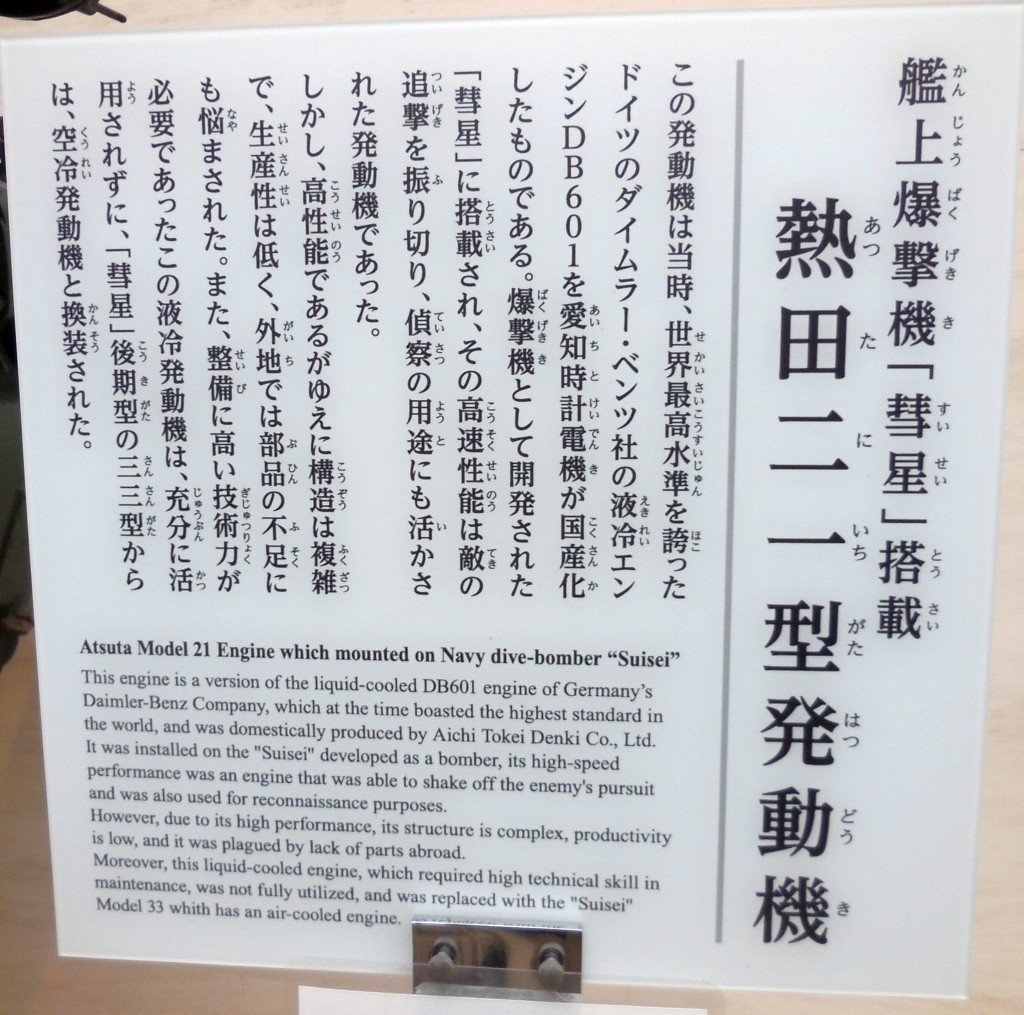 艦上爆撃機「彗星」搭載
熱田二一型発動機
この発動機は当時、世界最高水準を誇った
ドイツのダイムラー・ベンツ社の液冷エン
ジンDB601を愛知時計電機が国産化
したものである。爆撃機として開発された
「彗星」に搭載され、その高速性能は敵の
追撃を振り切り、偵察の用途にも活かさ
れた発動機であった。
しかし、高性能であるがゆえに構造は複雑
で、生産性は低く、外地では部品の不足に
も悩まされた。また、整備に高い技術力が
必要であったこの液冷発動機は、充分に活
用されずに、「彗星」後期型の三三型から
は、空冷発動機と換装された。
Atsuta Model 21 Engine which mounted on Navy dive-bomber “Suisei”
This engine is a version of the liquid-cooled DB601 engine of Germany’s
Daimler-Benz Company, which at the time boasted the highest standard in
the world, and was domestically produced by Aichi Tokei Denki Co., Ltd.
It was installed on the "Suisei" developed as a bomber, its high-speed
performance was an engine that was able to shake off the enemy's pursuit
and was also used for reconnaissance purposes.
However, due to its high performance, its structure is complex, productivity
is low, and it was plagued by lack of parts abroad.
Moreover, this liquid-cooled engine, which required high technical skill in
maintenance, was not fully utilized, and was replaced with the "Suisei"
Model 33 whith has an air-cooled engine.